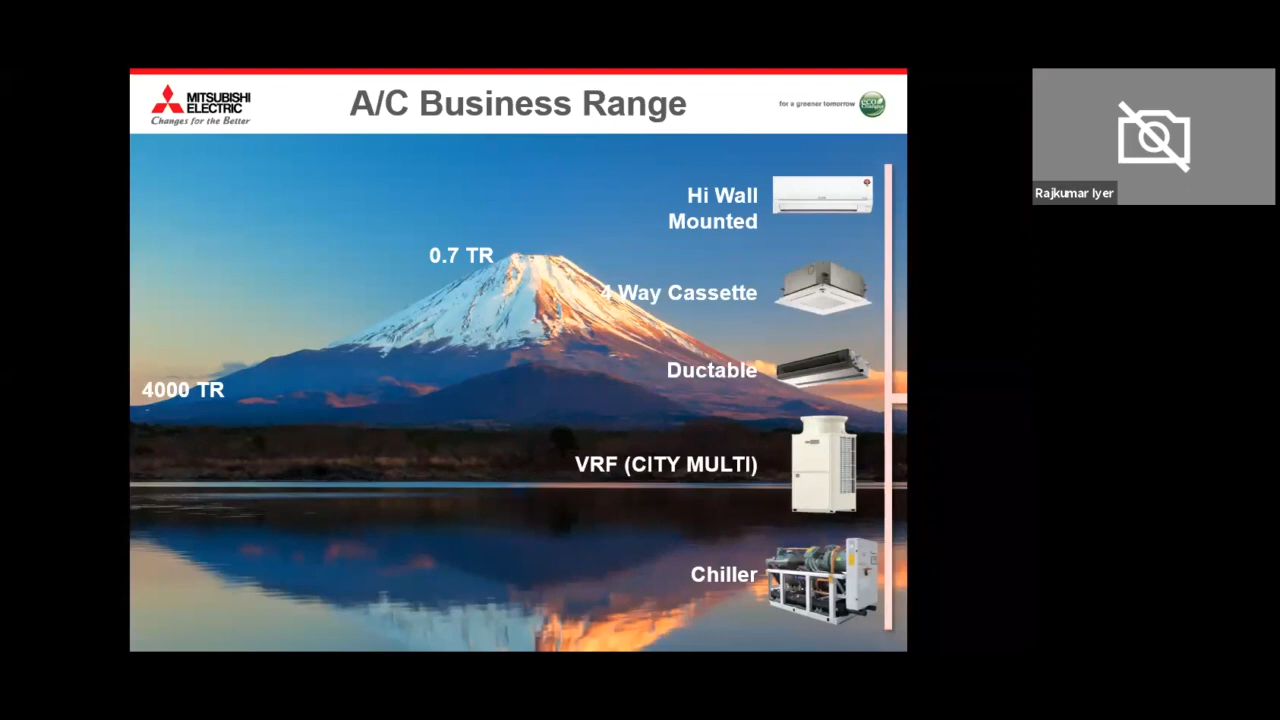 MITSUBISHI
ELECTRIC
Changes for the Better
A/C Business Range
for a greener tomorrow
eco
Changes
Rajkumar Iyer
Hi Wall
Mounted
0.7 TR
4 Way Cassette
Ductable
4000 TR
VRF (CITY MULTI)
Chiller